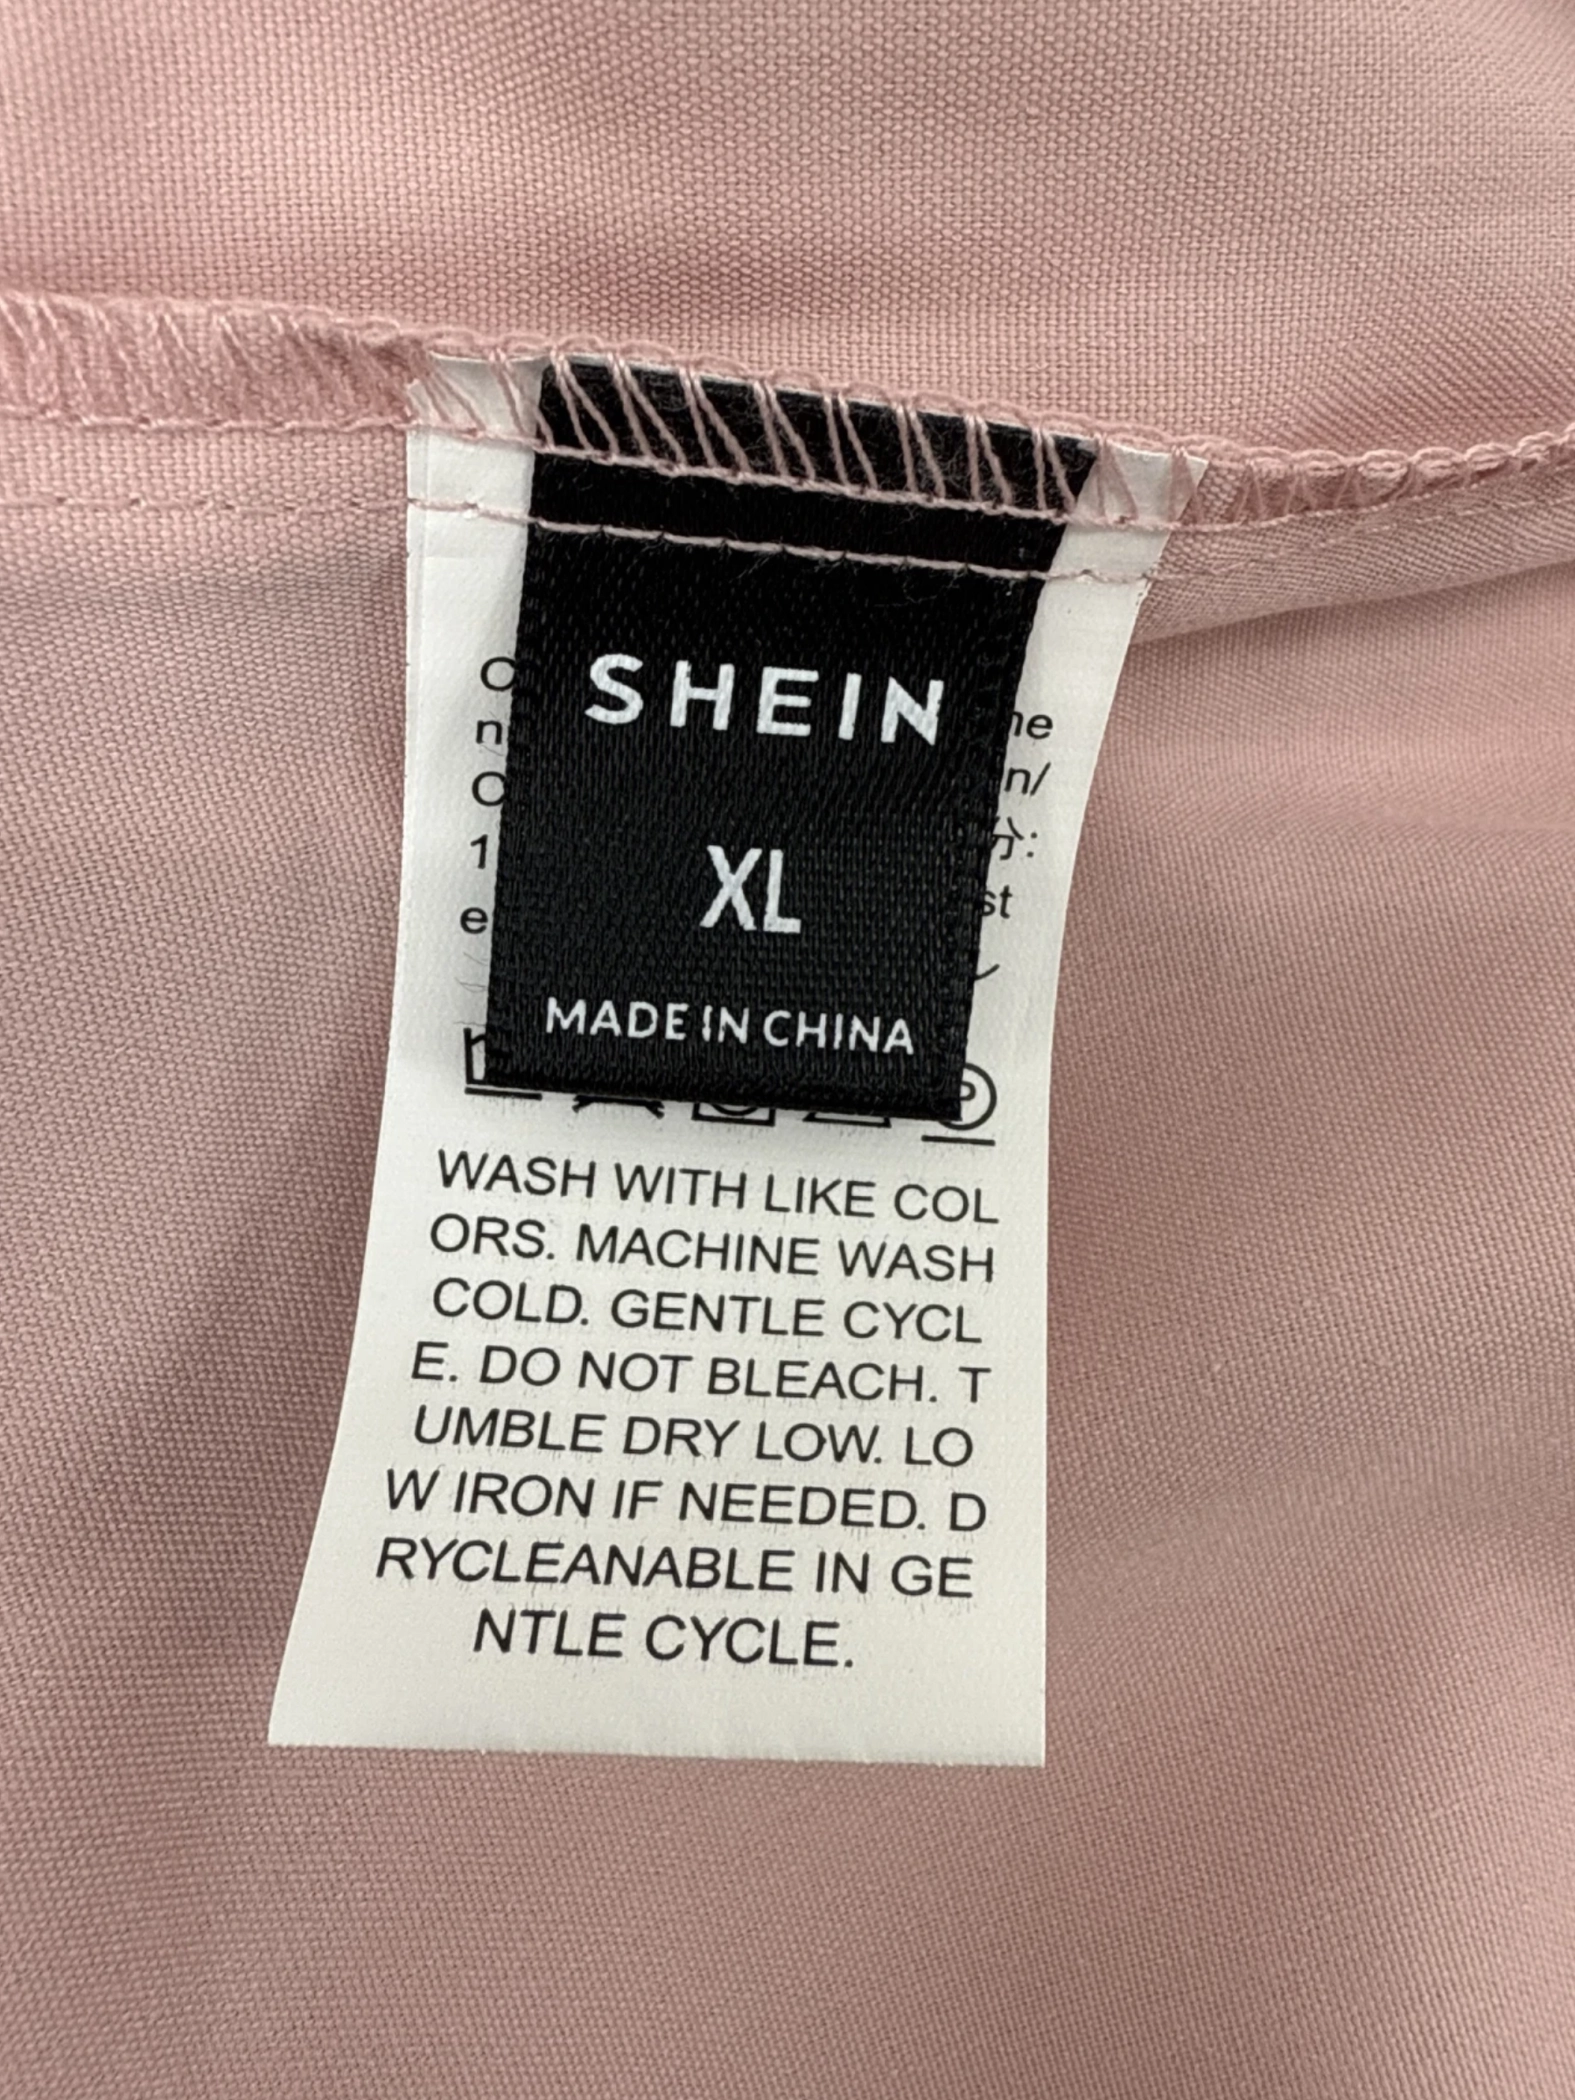 SHEIN
XL
MADE IN CHINA
WASH WITH LIKE COL
ORS. MACHINE WASH
COLD. GENTLE CYCL
E. DO NOT BLEACH. T
UMBLE DRY LOW. LO
W IRON IF NEEDED. D
RYCLEANABLE IN GE
NTLE CYCLE.